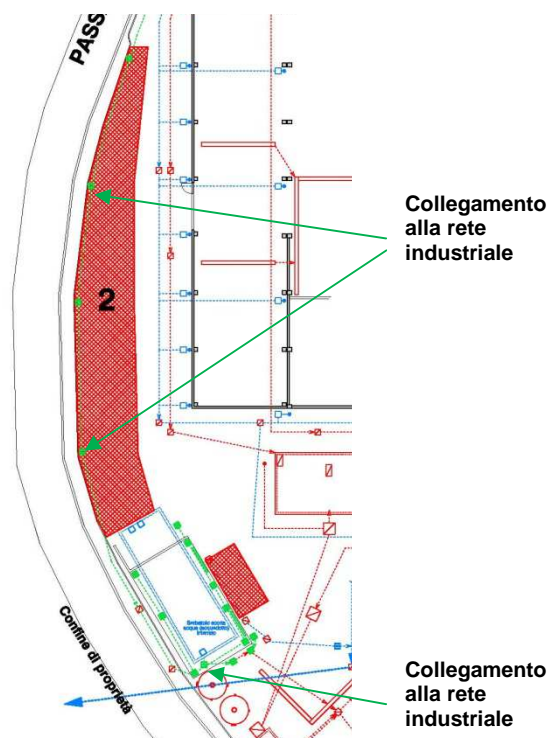 PASS
Collegamento
alla rete
industriale
2
Confine di proprietà
Collegamento
alla rete
industriale